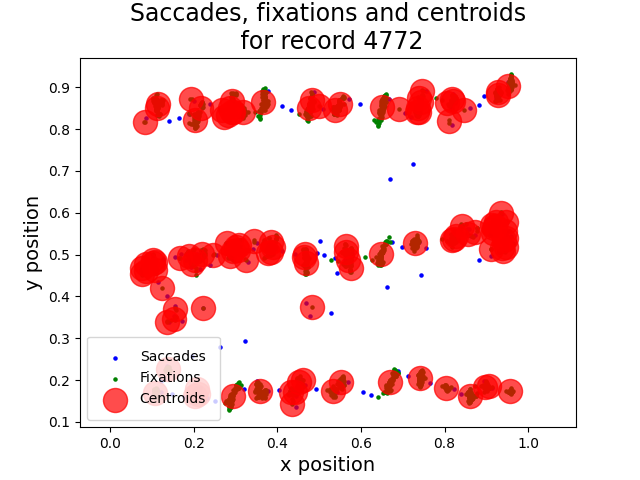 Saccades, fixations and centroids
for record 4772
y position
0.9
0.8
0.7
0.6
0.5
0.4
0.3
0.2
0.1
Saccades
Fixations
Centroids
0.0 0.2 0.4 0.6 0.8 1.0
x position